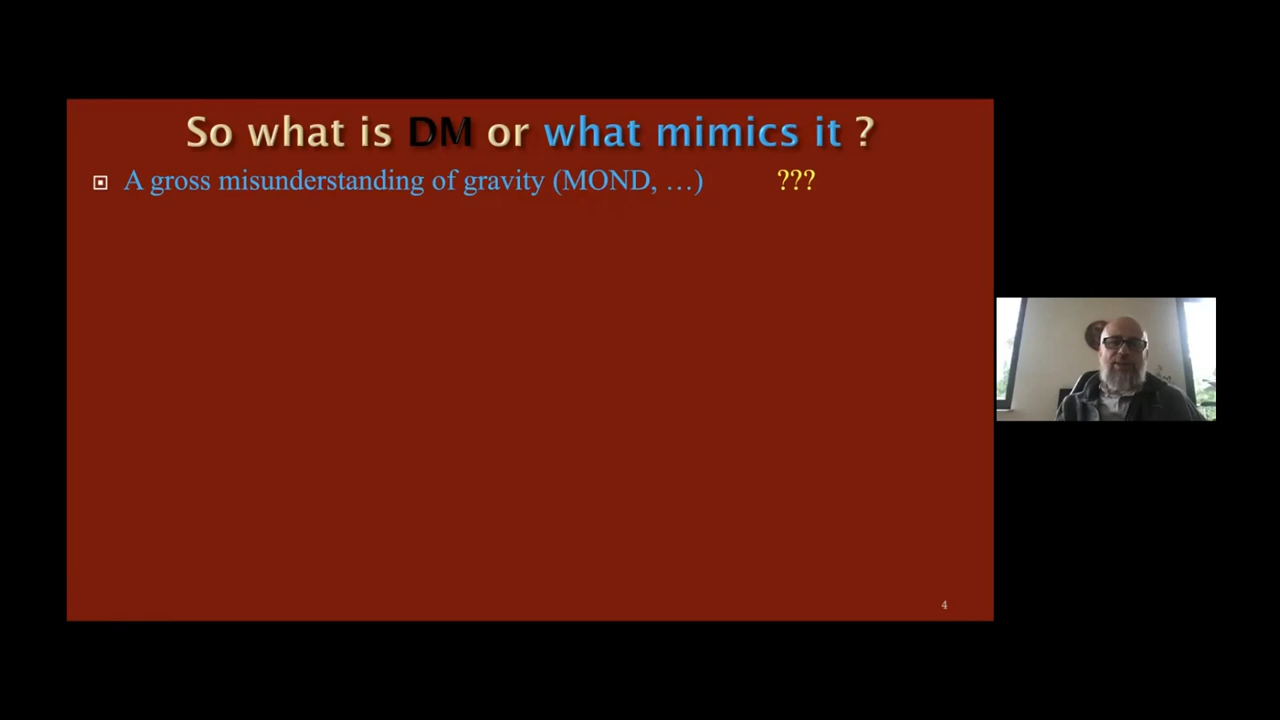 So what is DM or what mimics it ?
A gross misunderstanding of gravity (MOND, …) ???
4